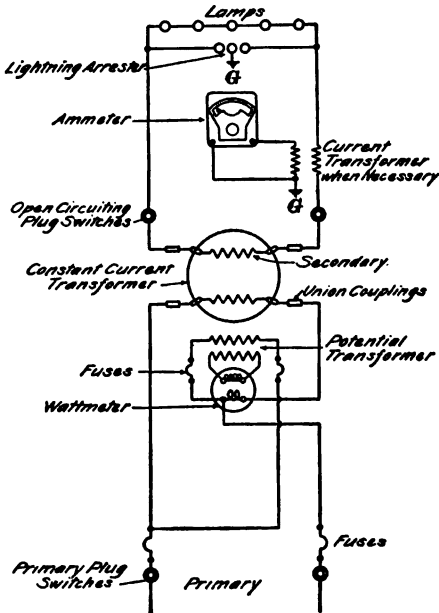 Lamps
Lightning Arrester
G
Ammeter
Current
Transformer
when Necessary
G
Open Circuiting
Plug Switches
Secondary.
Constant Current
Transformer
Union Couplings
Potential
Transformer
Fuses
Wattmeter
Fuses
Primary Plug
Switches
Primary